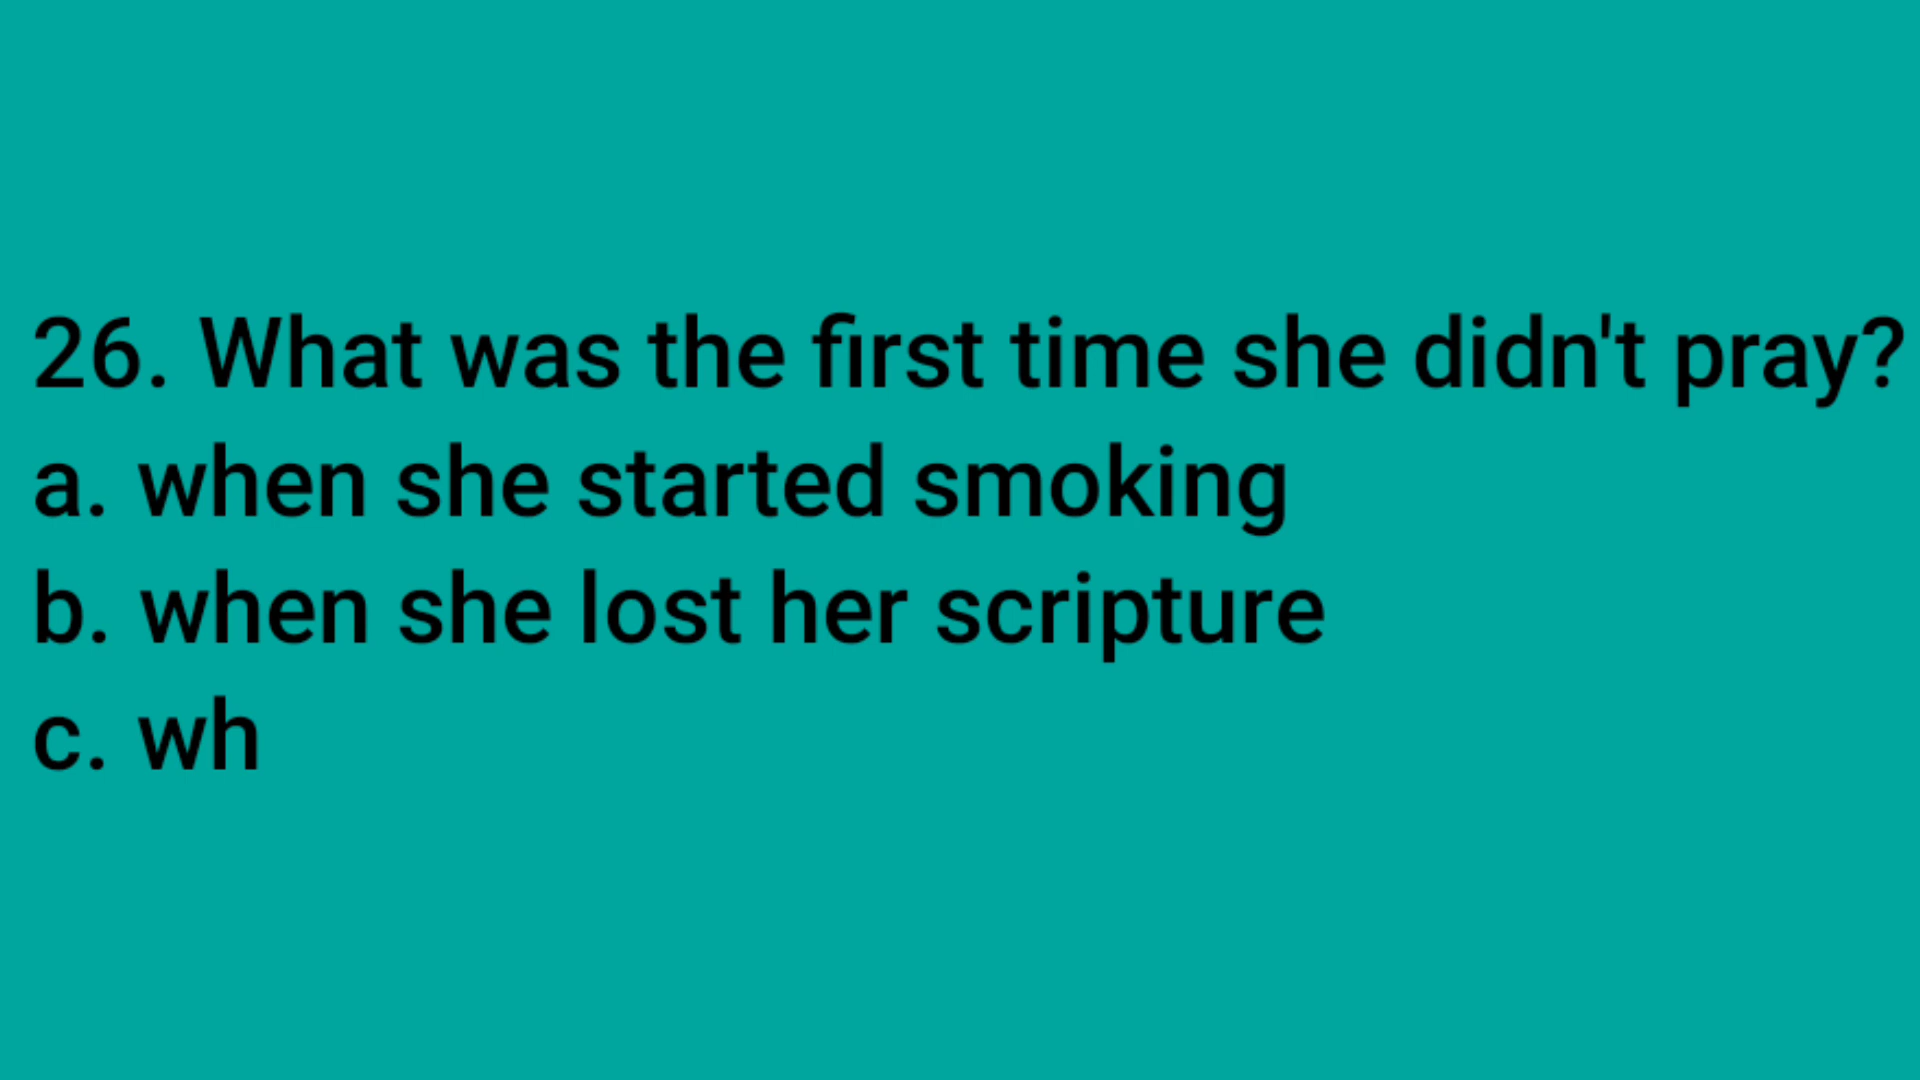 26. What was the first time she didn't pray?
a. when she started smoking
b. when she lost her scripture
c. wh